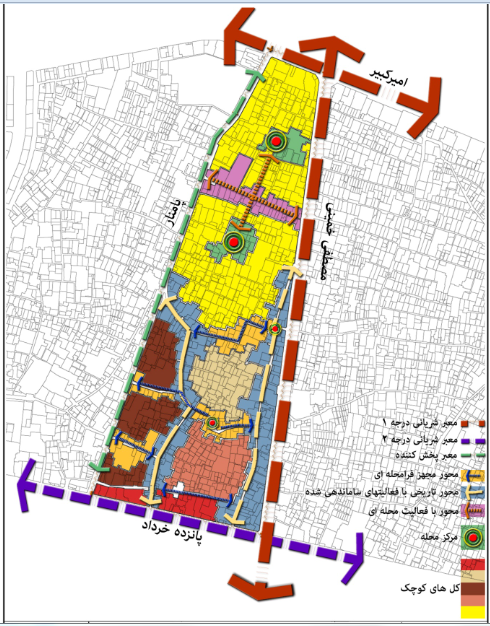 امیرکبیر
پامنار
مصطفی خمینی
معبر شریانی درجه ۱
معبر شریانی درجه ۲
معبر پخش کننده
محور مجهز فرامحله ای
محور تاریخی با فعالیتهای ساماندهی شده
محور با فعالیت محله ای
مرکز محله
کل های کوچک
پانزده خرداد